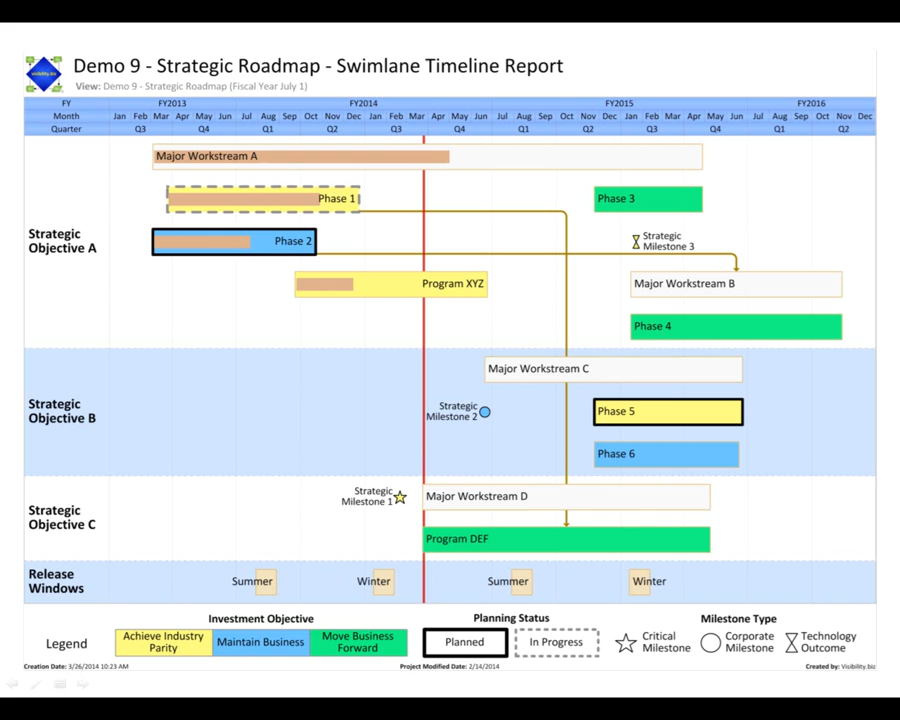 visibility.biz
Demo 9 - Strategic Roadmap - Swimlane Timeline Report
View: Demo 9 - Strategic Roadmap (Fiscal Year July 1)
FY FY2013 FY2014 FY2015 FY2016
Month Jan Feb Mar Apr May Jun Jul Aug Sep Oct Nov Dec Jan Feb Mar Apr May Jun Jul Aug Sep Oct Nov Dec Jan Feb Mar Apr May Jun Jul Aug Sep Oct Nov Dec
Quarter Q3 Q4 Q1 Q2 Q3 Q4 Q1 Q2 Q3 Q4 Q1 Q2
Major Workstream A
Phase 1
Phase 3
Strategic
Objective A
Phase 2
Strategic
Milestone 3
Program XYZ
Major Workstream B
Phase 4
Major Workstream C
Strategic
Objective B
Strategic
Milestone 2
Phase 5
Phase 6
Strategic
Objective C
Strategic
Milestone 1
Major Workstream D
Program DEF
Release
Windows
Summer Winter Summer Winter
Legend
Investment Objective
Achieve Industry
Parity
Maintain Business
Move Business
Forward
Planning Status
Planned
In Progress
Milestone Type
Critical
Milestone
Corporate
Milestone
Technology
Outcome
Creation Date: 3/26/2014 10:23 AM
Project Modified Date: 2/14/2014
Created by: Visibility.biz